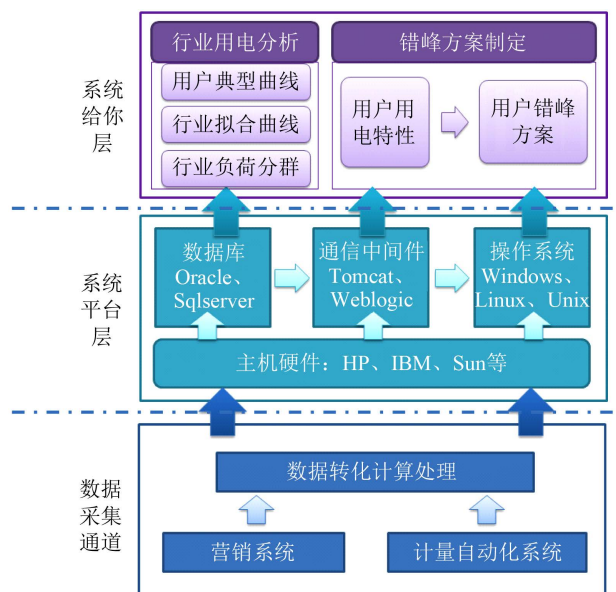 行业用电分析
错峰方案制定
系统
给你
层
用户典型曲线
行业拟合曲线
行业负荷分群
用户用
电特性
用户错峰
方案
系统
平台
层
数据库
Oracle、
Sqlserver
通信中间件
Tomcat、
Weblogic
操作系统
Windows、
Linux、Unix
主机硬件：HP、IBM、Sun等
数据
采集
通道
数据转化计算处理
营销系统
计量自动化系统